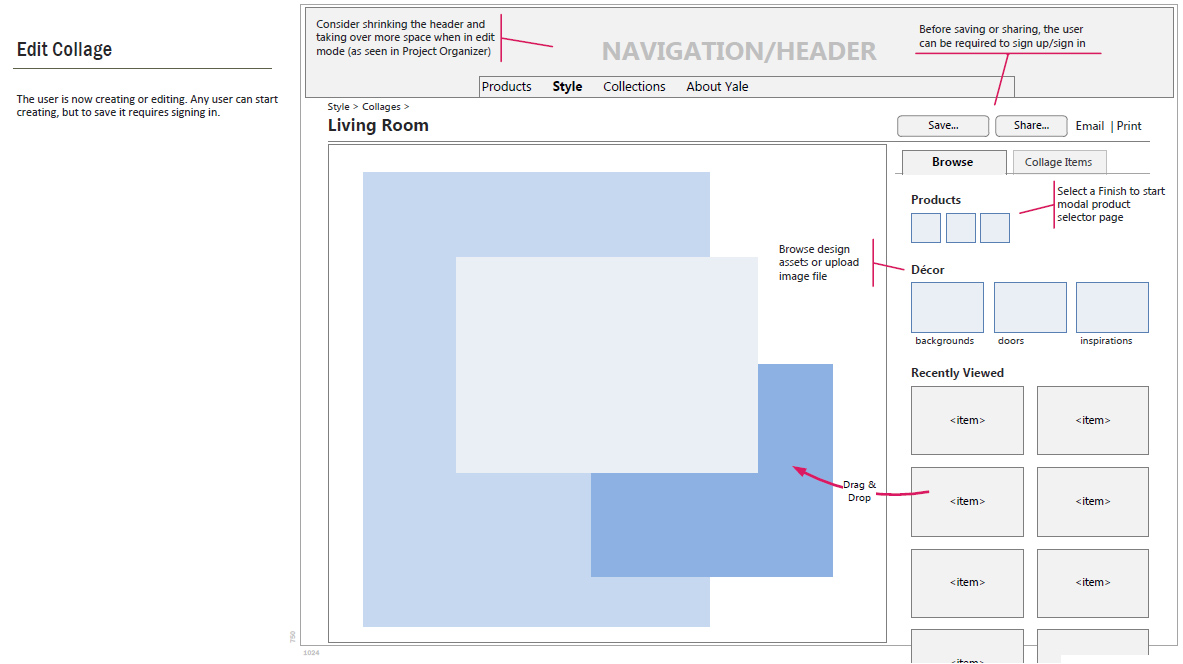 Edit Collage
The user is now creating or editing. Any user can start
creating, but to save it requires signing in.
Consider shrinking the header and
taking over more space when in edit
mode (as seen in Project Organizer)
NAVIGATION/HEADER
Before saving or sharing, the user
can be required to sign up/sign in
Products Style Collections About Yale
Style > Collages >
Living Room
Save... Share... Email | Print
Browse Collage Items
Products
Select a Finish to start
modal product
selector page
Browse design
assets or upload
image file
Décor
backgrounds doors inspirations
Recently Viewed
<item> <item>
Drag &
Drop
<item> <item>
<item> <item>
<item>
750
1024